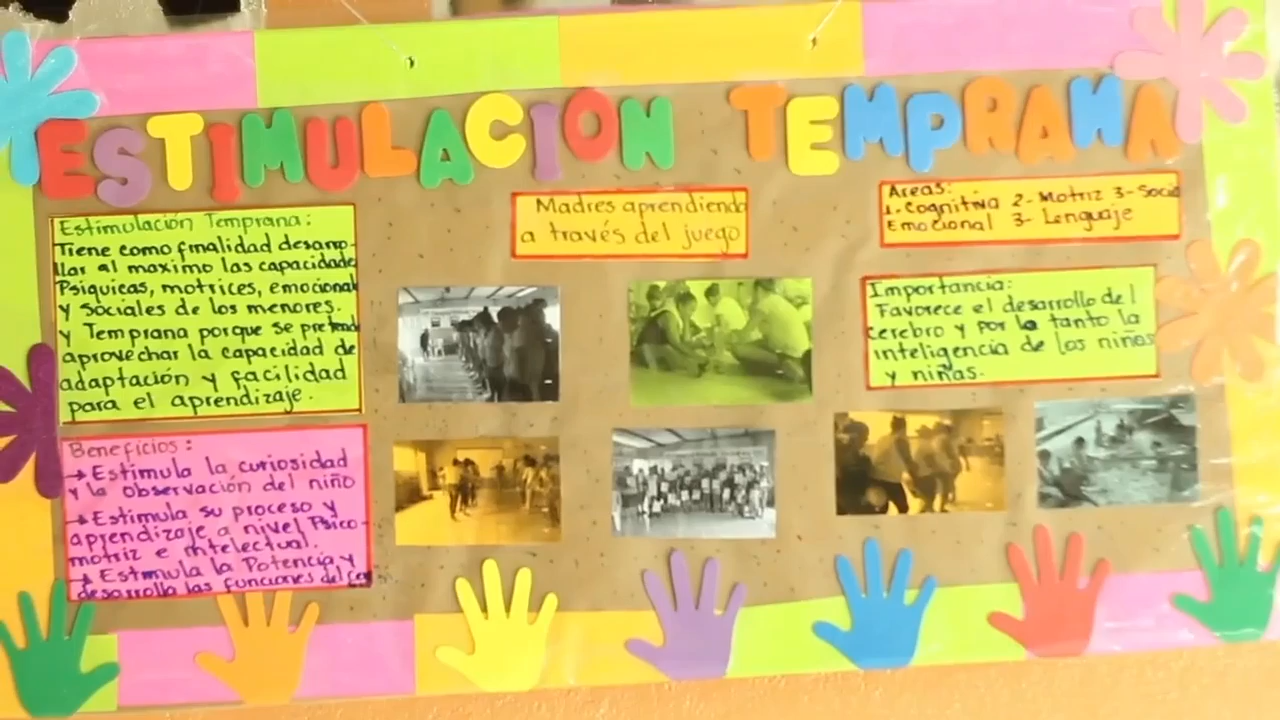 ESTIMULACION TEMPRANA
Estimulación Temprana:
Tiene como finalidad desarro-
llar al maximo las capacidade
Psiquicas, motrices, emocional
y sociales de los menores.
y Temprana porque se pretende
aprovechar la capacidad de
adaptación y facilidad
para el aprendizaje.
Beneficios:
→ Estimula la curiosidad
y la observación del niño
→ Estimula su proceso y
aprendizaje a nivel Psico-
motriz e intelectual.
→ Estimula la Potencia y
desarrolla las funciones del
Madres aprendiendo
a través del juego
Areas:
1. Cognitiva 2- Motriz 3- Socio
Emocional 3- Lenguaje
Importancia:
Favorece el desarrollo del
cerebro y por lo tanto la
inteligencia de los niños
y niñas.